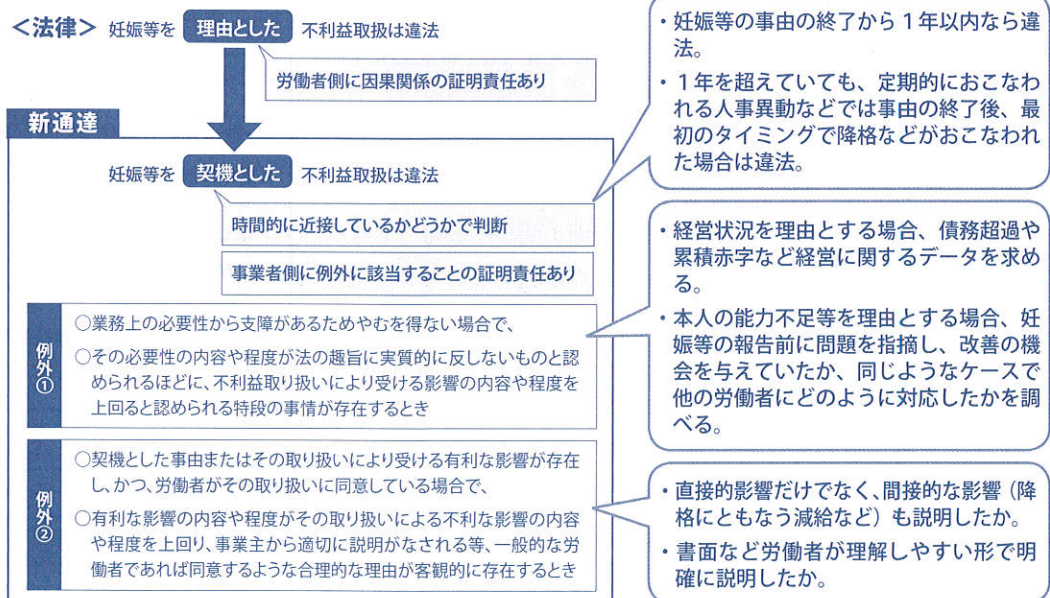 ＜法律＞ 妊娠等を 理由とした 不利益取扱は違法
労働者側に因果関係の証明責任あり
新通達
妊娠等を 契機とした 不利益取扱は違法
時間的に近接しているかどうかで判断
事業者側に例外に該当することの証明責任あり
例外①
○業務上の必要性から支障があるためやむを得ない場合で、
○その必要性の内容や程度が法の趣旨に実質的に反しないものと認
められるほどに、不利益取り扱いにより受ける影響の内容や程度を
上回ると認められる特段の事情が存在するとき
例外②
○契機とした事由またはその取り扱いにより受ける有利な影響が存在
し、かつ、労働者がその取り扱いに同意している場合で、
○有利な影響の内容や程度がその取り扱いによる不利な影響の内容
や程度を上回り、事業主から適切に説明がなされる等、一般的な労
働者であれば同意するような合理的な理由が客観的に存在するとき
・妊娠等の事由の終了から１年以内なら違
法。
・１年を超えていても、定期的におこなわ
れる人事異動などでは事由の終了後、最
初のタイミングで降格などがおこなわれ
た場合は違法。
・経営状況を理由とする場合、債務超過や
累積赤字など経営に関するデータを求め
る。
・本人の能力不足等を理由とする場合、妊
娠等の報告前に問題を指摘し、改善の機
会を与えていたか、同じようなケースで
他の労働者にどのように対応したかを調
べる。
・直接的影響だけでなく、間接的な影響（降
格にともなう減給など）も説明したか。
・書面など労働者が理解しやすい形で明
確に説明したか。